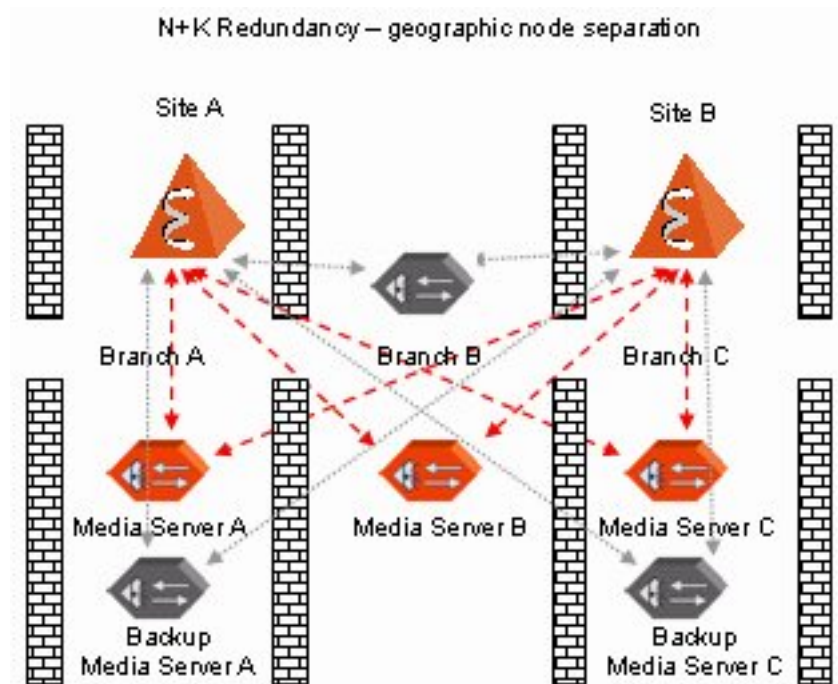 N+K Redundancy – geographic node separation
Site A
Site B
Branch A
Branch B
Branch C
Media Server A
Media Server B
Media Server C
Backup
Media Server A
Backup
Media Server C